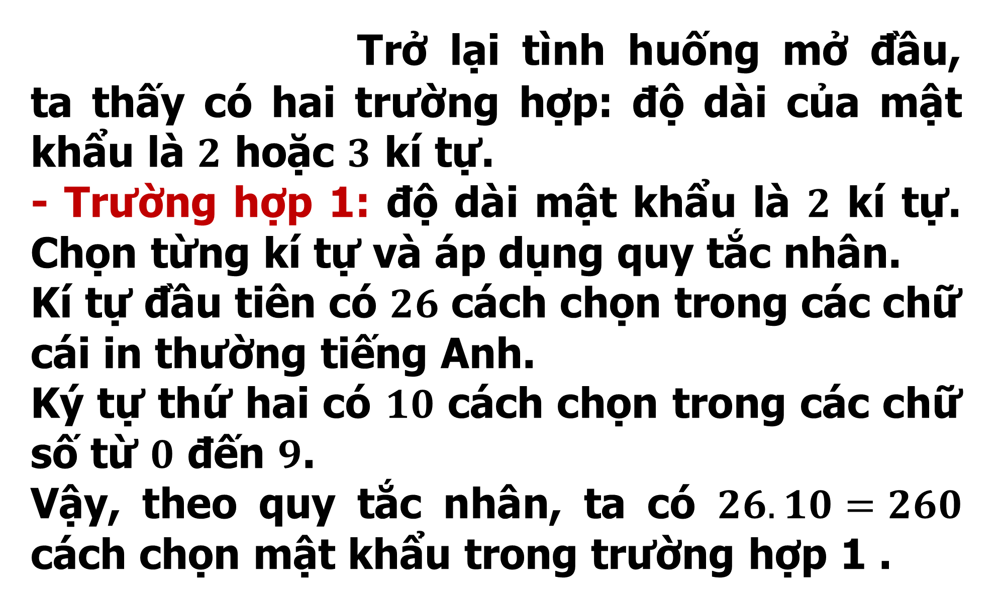 Trở lại tình huống mở đầu,
ta thấy có hai trường hợp: độ dài của mật
khẩu là 2 hoặc 3 kí tự.
- Trường hợp 1: độ dài mật khẩu là 2 kí tự.
Chọn từng kí tự và áp dụng quy tắc nhân.
Kí tự đầu tiên có 26 cách chọn trong các chữ
cái in thường tiếng Anh.
Ký tự thứ hai có 10 cách chọn trong các chữ
số từ 0 đến 9.
Vậy, theo quy tắc nhân, ta có 26. 10 = 260
cách chọn mật khẩu trong trường hợp 1 .